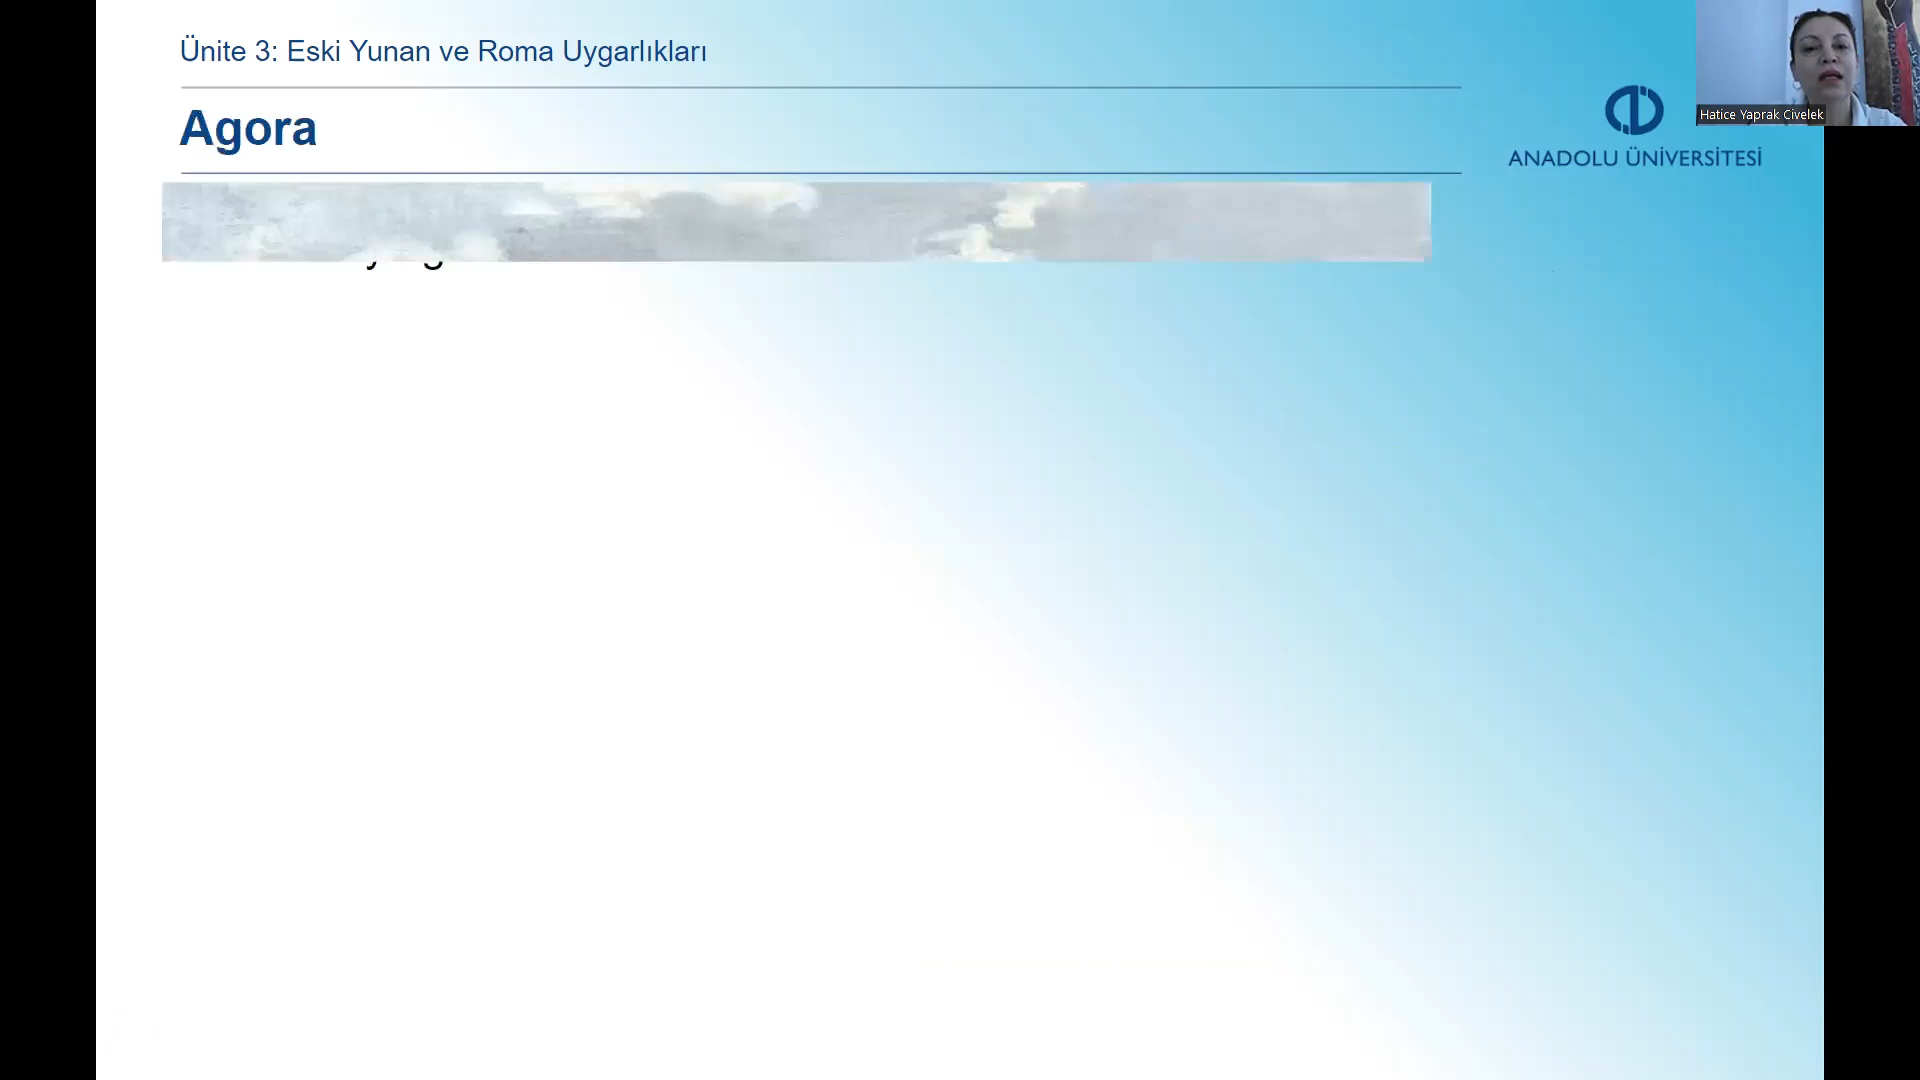 Ünite 3: Eski Yunan ve Roma Uygarlıkları
Agora
ANADOLU ÜNİVERSİTESİ
Hatice Yaprak Civelek